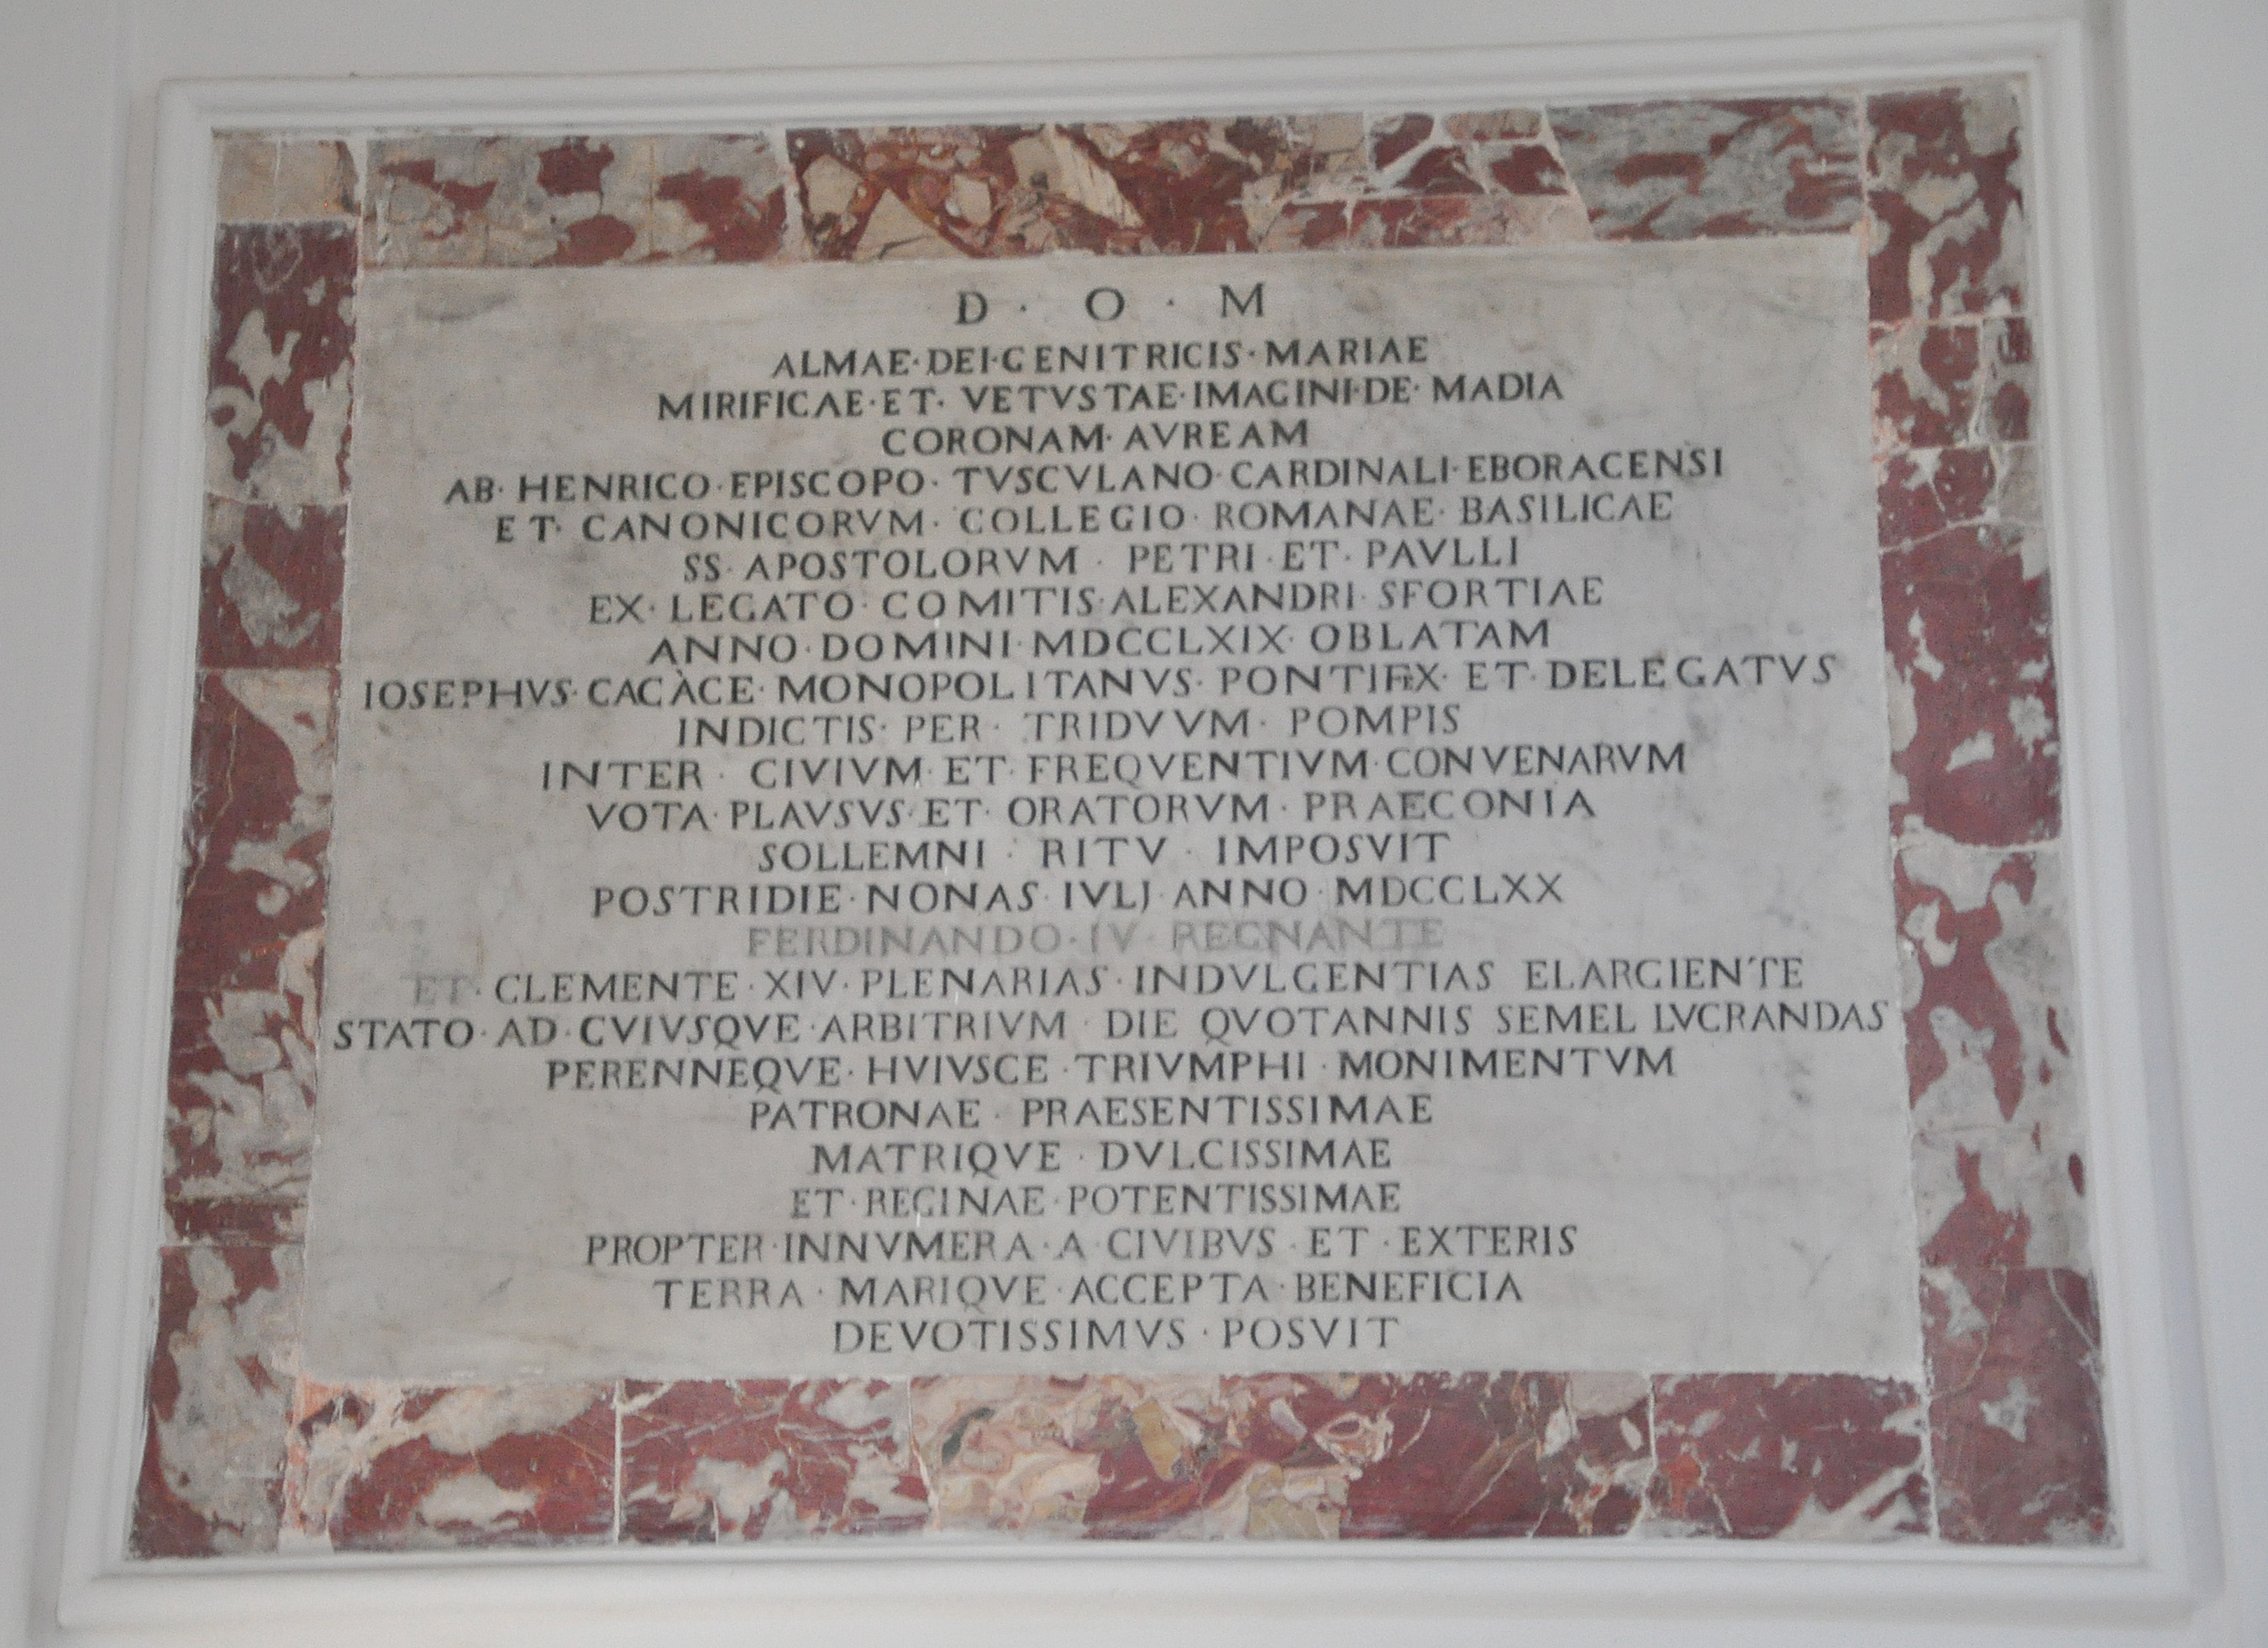 D · O · M
ALMAE · DEI · GENITRICIS · MARIAE
MIRIFICAE · ET · VETVSTAE · IMAGINI · DE · MADIA
CORONAM · AVREAM
AB · HENRICO · EPISCOPO · TVSCVLANO · CARDINALI · EBORACENSI
ET · CANONICORVM · COLLEGIO · ROMANAE · BASILICAE
SS · APOSTOLORVM · PETRI · ET · PAVLLI
EX · LEGATO · COMITIS · ALEXANDRI · SFORTIAE
ANNO · DOMINI · MDCCLXIX · OBLATAM
IOSEPHVS · CACÀCE · MONOPOLITANVS · PONTIFEX · ET · DELEGATVS
INDICTIS · PER · TRIDVVM · POMPIS
INTER · CIVIVM · ET · FREQVENTIVM · CONVENARVM
VOTA · PLAVSVS · ET · ORATORVM · PRAECONIA
SOLLEMNI · RITV · IMPOSVIT
POSTRIDIE · NONAS · IVLJ · ANNO · MDCCLXX
FERDINANDO · IV · REGNANTE
ET · CLEMENTE · XIV · PLENARIAS · INDVLGENTIAS ELARGIENTE
STATO · AD · CVIVSQVE · ARBITRIVM · DIE QVOTANNIS SEMEL LVCRANDAS
PERENNEQVE · HVIVSCE · TRIVMPHI · MONIMENTVM
PATRONAE · PRAESENTISSIMAE
MATRIQVE · DVLCISSIMAE
ET · REGINAE · POTENTISSIMAE
PROPTER · INNVMERA · A · CIVIBVS · ET · EXTERIS
TERRA · MARIQVE · ACCEPTA · BENEFICIA
DEVOTISSIMVS · POSVIT